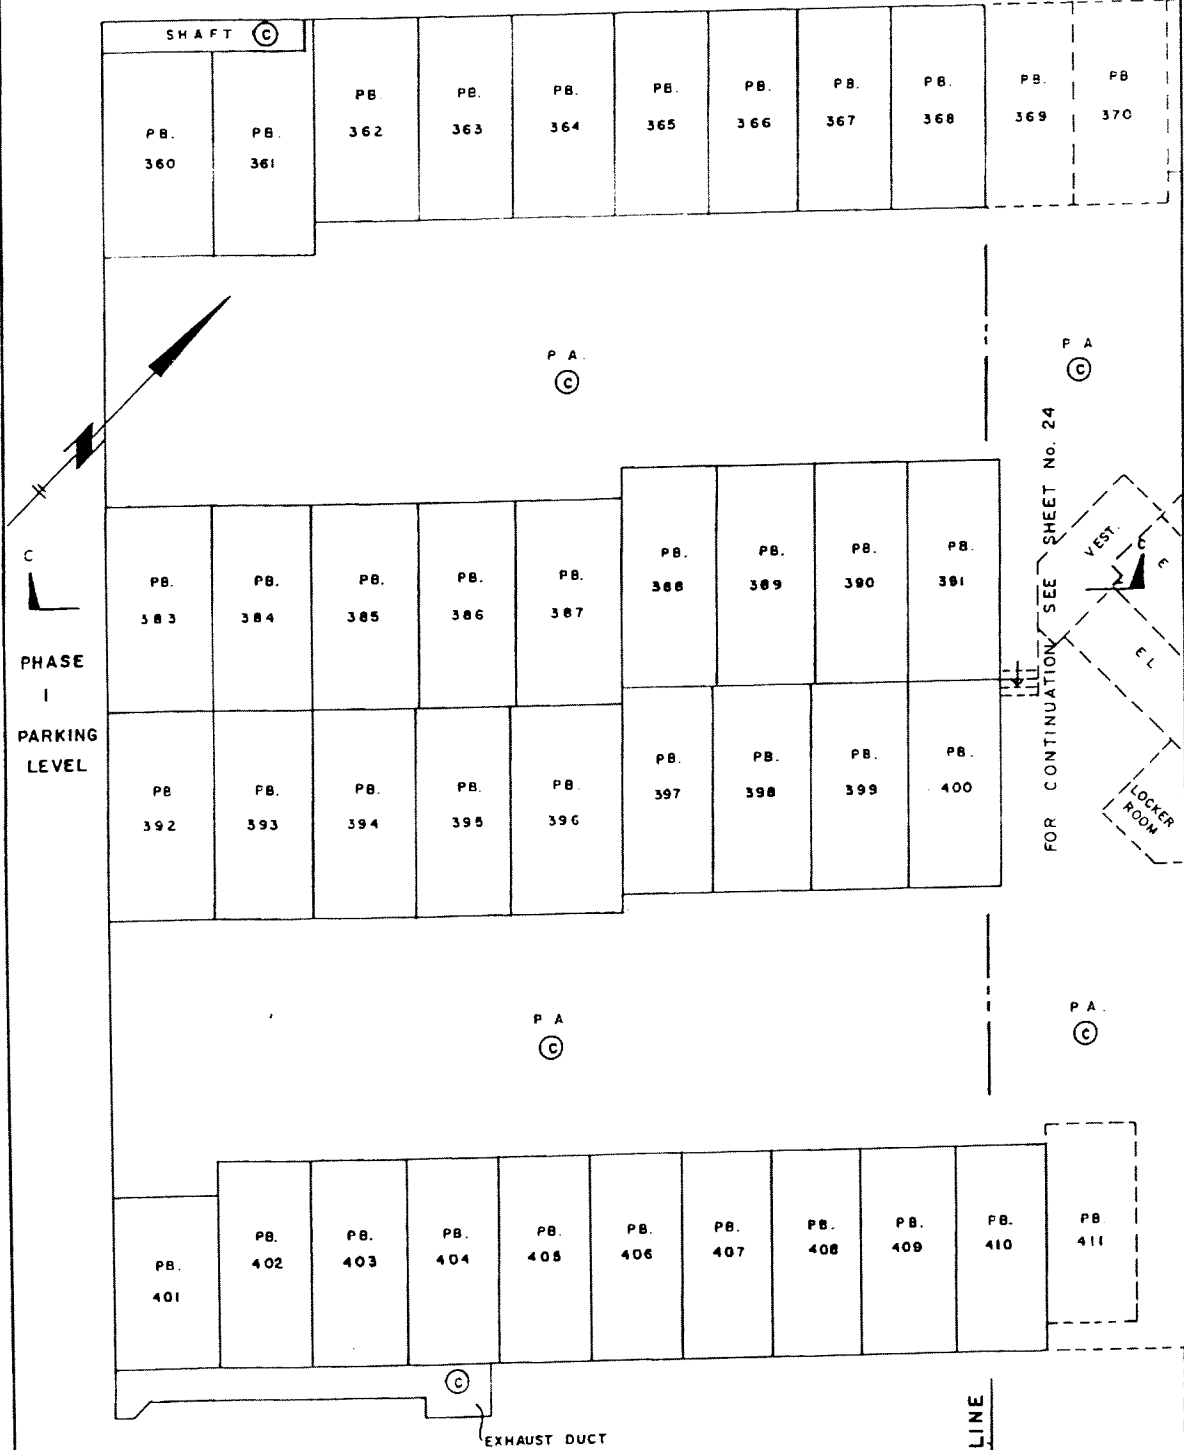 SHAFT C
PB. 360
PB. 361
PB. 362
PB. 363
PB. 364
PB. 365
PB. 366
PB. 367
PB. 368
PB. 369
PB 370
P A. C
P A C
C
PHASE
I
PARKING
LEVEL
PB. 383
PB. 384
PB. 385
PB. 386
PB. 387
PB. 388
PB. 389
PB. 390
PB. 391
FOR CONTINUATION SEE SHEET No. 24
VEST.
C
E
E L
LOCKER
ROOM
PB 392
PB. 393
PB. 394
PB. 395
PB. 396
PB. 397
PB. 398
PB. 399
PB. 400
P A C
P A. C
PB. 401
PB. 402
PB. 403
PB. 404
PB. 405
PB. 406
PB. 407
PB. 408
PB. 409
PB. 410
PB 411
C
EXHAUST DUCT
LINE